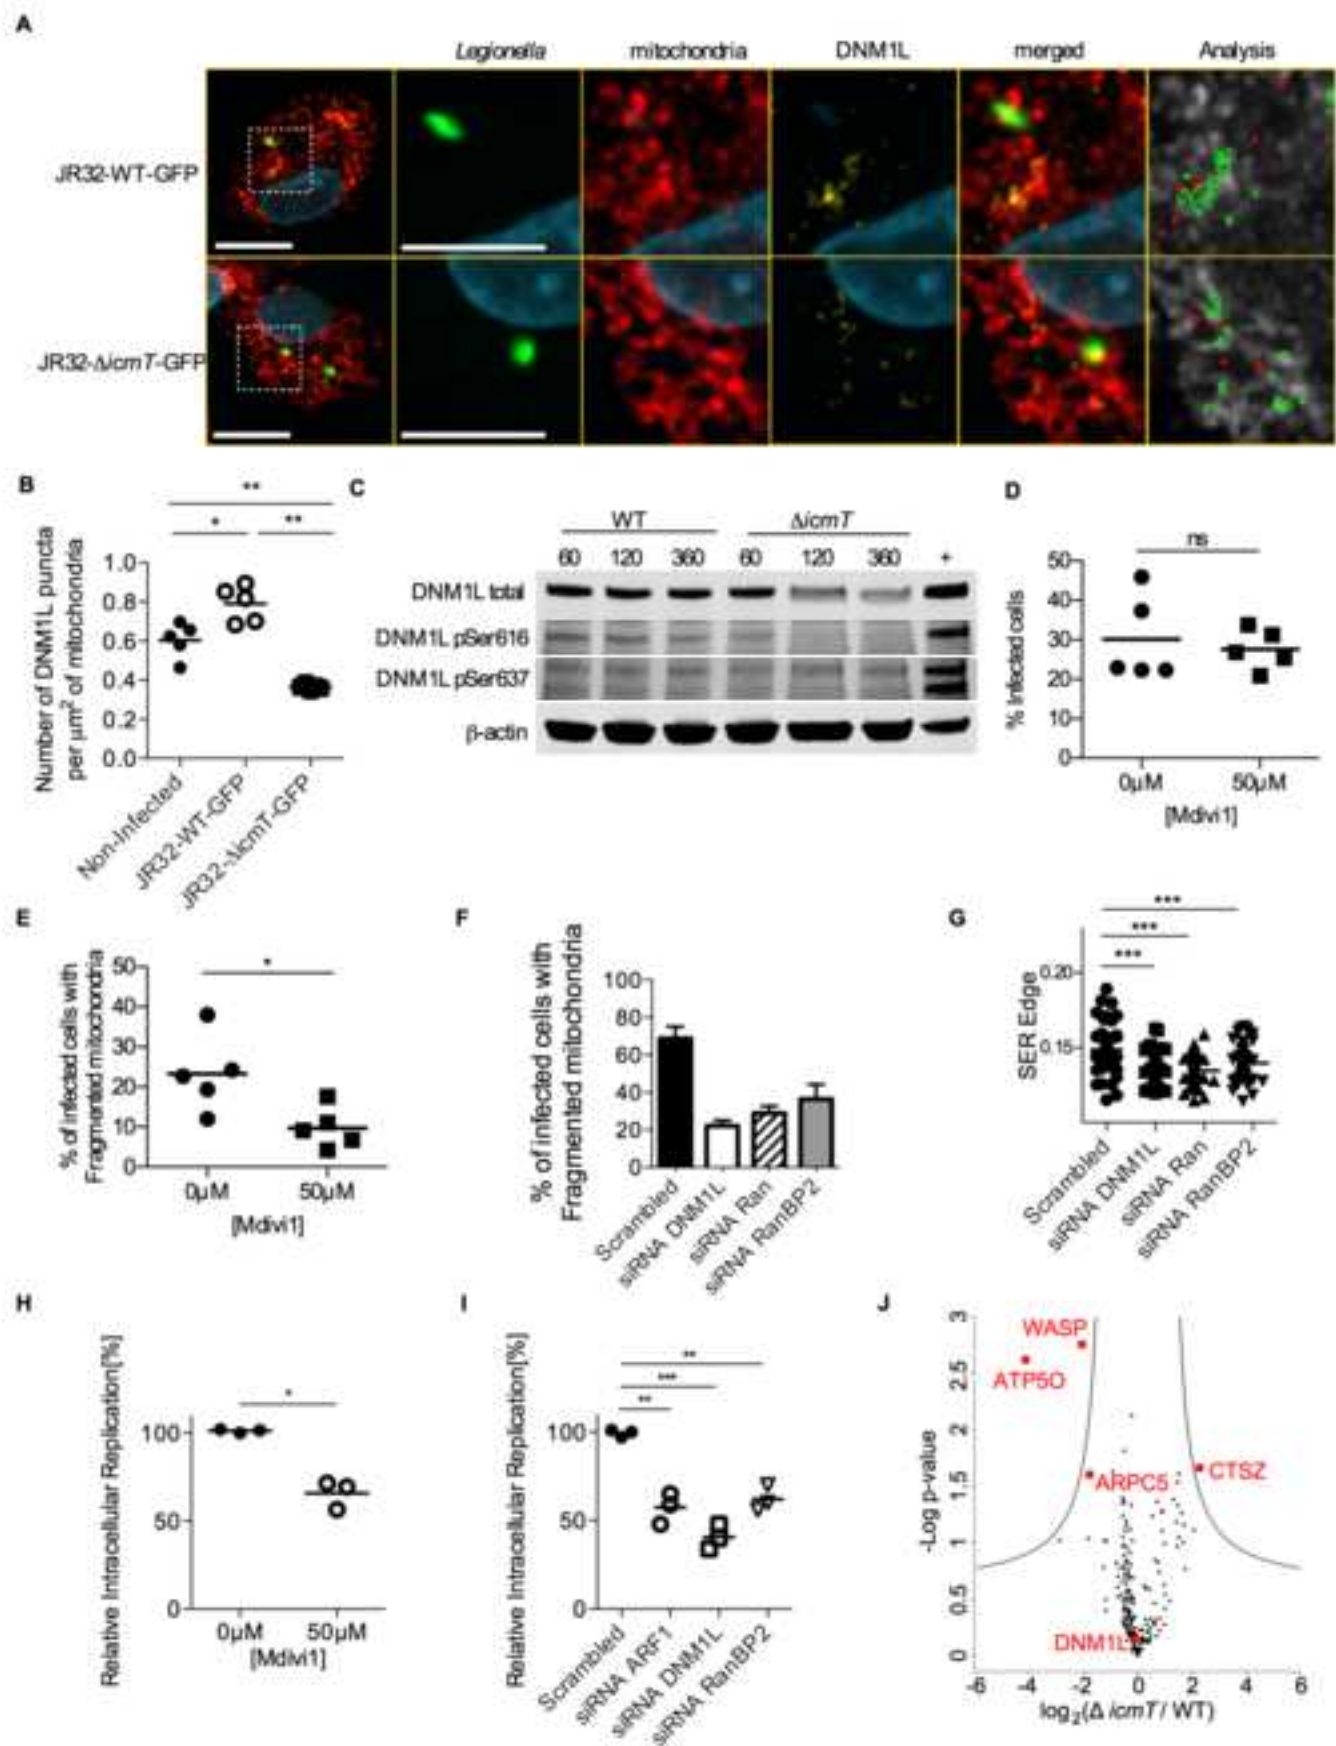 A
Legionella mitochondria DNM1L merged Analysis
JR32-WT-GFP
JR32-ΔicmT-GFP
B
**
* **
Number of DNM1L puncta
per µm² of mitochondria
1.0
0.8
0.6
0.4
0.2
0.0
Non-Infected
JR32-WT-GFP
JR32-ΔicmT-GFP
C
WT ΔicmT
60 120 360 60 120 360 +
DNM1L total
DNM1L pSer616
DNM1L pSer637
β-actin
D
ns
% Infected cells
50
40
30
20
10
0
0µM 50µM
[Mdivi1]
E
*
% of infected cells with
Fragmented mitochondria
50
40
30
20
10
0
0µM 50µM
[Mdivi1]
F
% of infected cells with
Fragmented mitochondria
100
80
60
40
20
0
Scrambled
siRNA DNM1L
siRNA Ran
siRNA RanBP2
G
***
***
***
SER Edge
0.20
0.15
Scrambled
siRNA DNM1L
siRNA Ran
siRNA RanBP2
H
*
Relative Intracellular Replication[%]
100
50
0
0µM 50µM
[Mdivi1]
I
**
***
**
Relative Intracellular Replication[%]
100
50
0
Scrambled
siRNA ARF1
siRNA DNM1L
siRNA RanBP2
J
-Log p-value
3
2.5
2
1.5
1
0.5
0
WASP
ATP5O
ARPC5
CTSZ
DNM1L
-6 -4 -2 0 2 4 6
log₂(Δ icmT / WT)